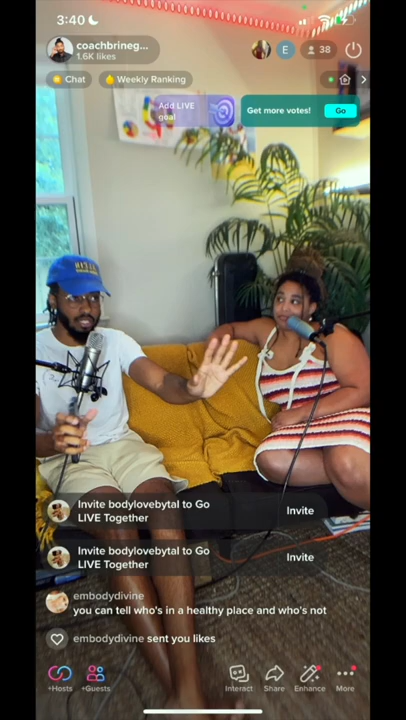 3:40
coachbrineg...
1.6K likes
E
38
Chat
Weekly Ranking
Add LIVE
goal
Get more votes!
Go
Invite bodylovebytal to Go
LIVE Together
Invite
Invite bodylovebytal to Go
LIVE Together
Invite
embodydivine
you can tell who's in a healthy place and who's not
embodydivine sent you likes
+Hosts
+Guests
Interact
Share
Enhance
More